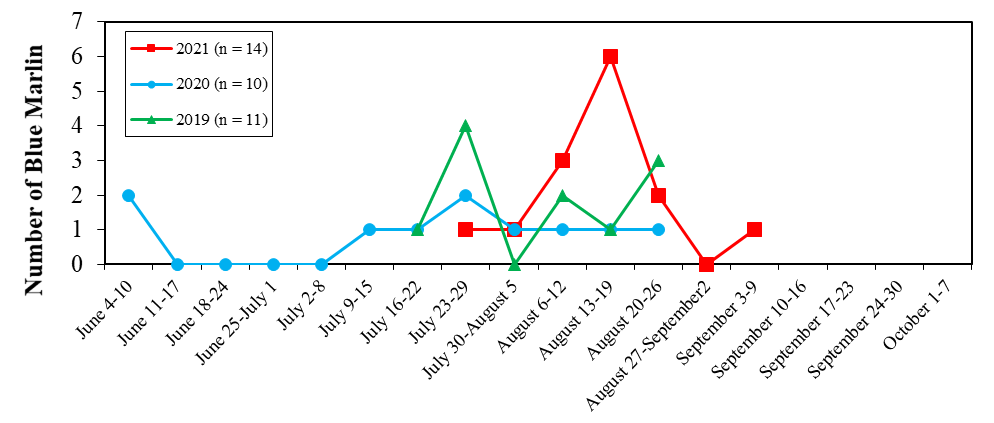 Number of Blue Marlin
7
6
5
4
3
2
1
0
2021 (n = 14)
2020 (n = 10)
2019 (n = 11)
June 4-10
June 11-17
June 18-24
June 25-July 1
July 2-8
July 9-15
July 16-22
July 23-29
July 30-August 5
August 6-12
August 13-19
August 20-26
August 27-September2
September 3-9
September 10-16
September 17-23
September 24-30
October 1-7